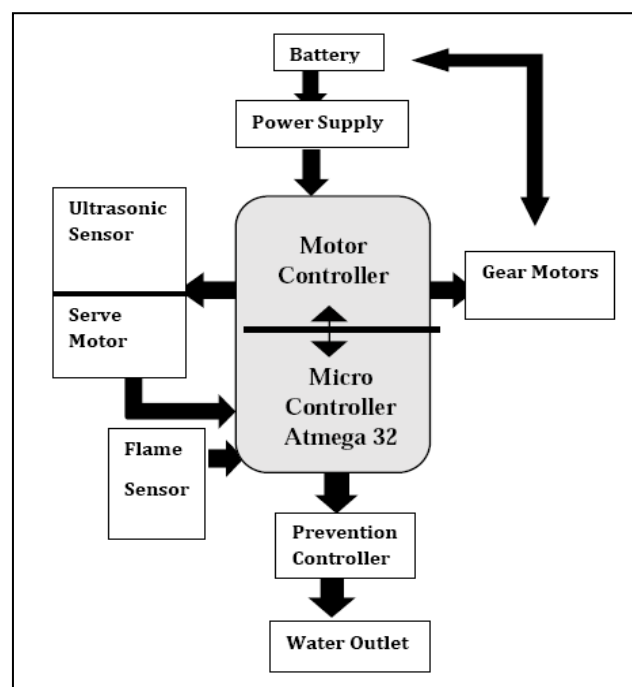 Battery
Power Supply
Ultrasonic
Sensor
Motor
Controller
Gear Motors
Serve
Motor
Micro
Controller
Atmega 32
Flame
Sensor
Prevention
Controller
Water Outlet